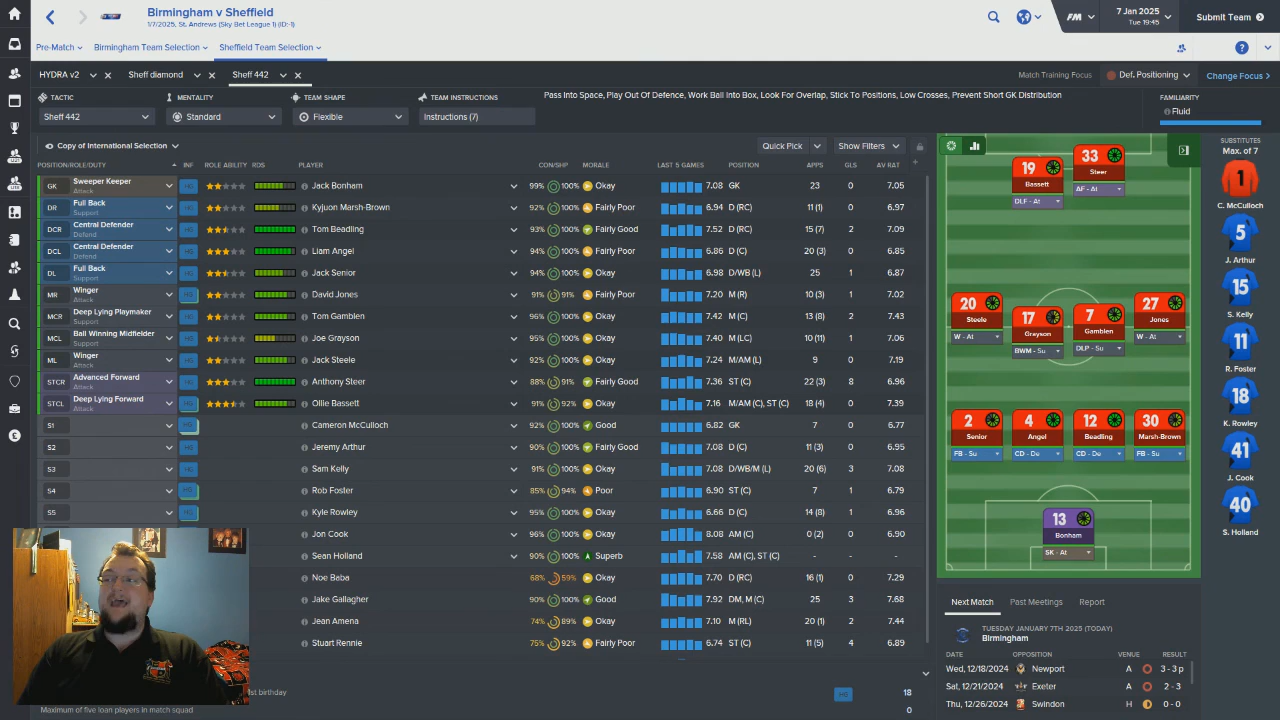 Birmingham v Sheffield
1/7/2025, St. Andrews (Sky Bet League 1) (ID:-1)
FM
7 Jan 2025
Tue 19:45
Submit Team
Pre-Match
Birmingham Team Selection
Sheffield Team Selection
HYDRA v2
Sheff diamond
Sheff 442
Match Training Focus
Def. Positioning
Change Focus >
TACTIC
MENTALITY
TEAM SHAPE
TEAM INSTRUCTIONS
Pass Into Space, Play Out Of Defence, Work Ball Into Box, Look For Overlap, Stick To Positions, Low Crosses, Prevent Short GK Distribution
FAMILIARITY
Sheff 442
Standard
Flexible
Instructions (7)
Fluid
Copy of International Selection
Quick Pick
Show Filters
POSITION/ROLE/DUTY INF ROLE ABILITY RDS PLAYER CON/SHP MORALE LAST 5 GAMES POSITION APPS GLS AV RAT
GK Sweeper Keeper Attack Jack Bonham 99% 100% Okay 7.08 GK 23 0 7.05
DR Full Back Support HG Kyjuon Marsh-Brown 92% 100% Fairly Poor 6.94 D (RC) 11 (1) 0 6.97
DCR Central Defender Defend HG Tom Beadling 93% 100% Fairly Good 7.52 D (RC) 15 (7) 2 7.09
DCL Central Defender Defend HG Liam Angel 94% 100% Fairly Poor 6.86 D (C) 20 (3) 0 6.85
DL Full Back Support HG Jack Senior 94% 100% Okay 6.98 D/WB (L) 25 1 6.87
MR Winger Attack HG David Jones 91% 91% Fairly Poor 7.20 M (R) 10 (3) 1 7.02
MCR Deep Lying Playmaker Support HG Tom Gamblen 96% 100% Okay 7.42 M (C) 13 (8) 2 7.43
MCL Ball Winning Midfielder Support HG Joe Grayson 95% 100% Okay 7.40 M (LC) 10 (11) 1 7.06
ML Winger Attack HG Jack Steele 92% 100% Okay 7.24 M/AM (L) 9 0 7.19
STCR Advanced Forward Attack HG Anthony Steer 88% 91% Fairly Good 7.36 ST (C) 22 (3) 8 6.96
STCL Deep Lying Forward Attack HG Ollie Bassett 91% 92% Okay 7.16 M/AM (C), ST (C) 18 (4) 2 7.39
S1 HG Cameron McCulloch 90% 100% Good 6.82 GK 7 0 6.77
S2 HG Jeremy Arthur 90% 100% Fairly Good 7.08 D (C) 11 (3) 0 6.95
S3 HG Sam Kelly 91% 100% Okay 7.08 D/WB/M (L) 20 (6) 3 7.08
S4 HG Rob Foster 85% 94% Poor 6.90 ST (C) 7 1 6.79
S5 HG Kyle Rowley 95% 100% Okay 6.66 D (C) 14 (8) 1 6.96
Jon Cook 96% 100% Okay 8.08 AM (C) 0 (2) 0 6.90
Sean Holland 90% 100% Superb 7.58 AM (C), ST (C) - - -
Noe Baba 68% 59% Okay 7.70 D (RC) 16 (1) 3 7.29
Jake Gallagher 90% 100% Good 7.92 DM, M (C) 25 3 7.68
Jean Amena 74% 89% Okay 7.10 M (RL) 20 (1) 2 7.44
Stuart Rennie 75% 92% Fairly Poor 6.74 ST (C) 11 (5) 4 6.89
1st birthday
HG
18
Maximum of five loan players in match squad
0
19 Bassett DLF - At
33 Steer AF - At
20 Steele W - At
17 Grayson BWM - Su
7 Gamblen DLP - Su
27 Jones W - At
2 Senior FB - Su
4 Angel CD - De
12 Beadling CD - De
30 Marsh-Brown FB - Su
13 Bonham SK - At
SUBSTITUTES
Max. of 7
1
C. McCulloch
5
J. Arthur
15
S. Kelly
11
R. Foster
18
K. Rowley
41
J. Cook
40
S. Holland
Next Match
Past Meetings
Report
TUESDAY JANUARY 7TH 2025 (TODAY)
Birmingham
DATE OPPOSITION VENUE RESULT
Wed, 12/18/2024 Newport A 3 - 3 p
Sat, 12/21/2024 Exeter A 2 - 3
Thu, 12/26/2024 Swindon H 0 - 0